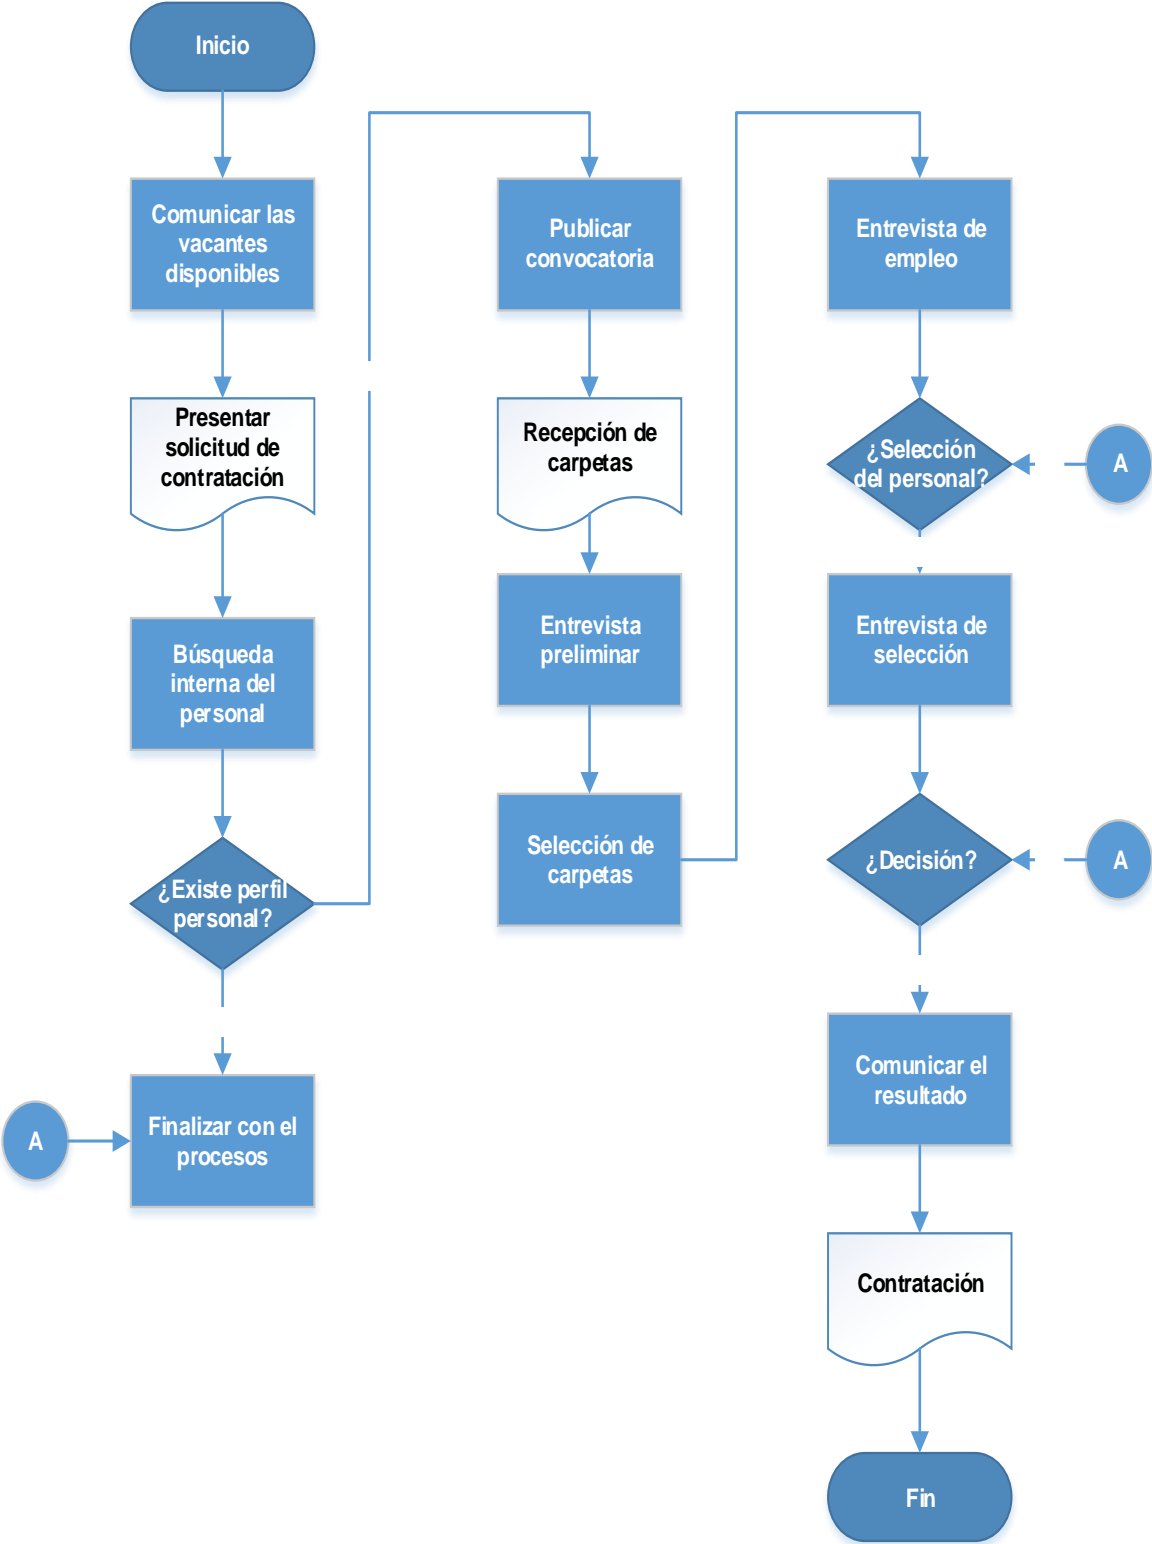 Inicio
Comunicar las
vacantes
disponibles
Presentar
solicitud de
contratación
Búsqueda
interna del
personal
¿Existe perfil
personal?
A
Finalizar con el
procesos
Publicar
convocatoria
Recepción de
carpetas
Entrevista
preliminar
Selección de
carpetas
Entrevista de
empleo
¿Selección
del personal?
A
Entrevista de
selección
¿Decisión?
A
Comunicar el
resultado
Contratación
Fin